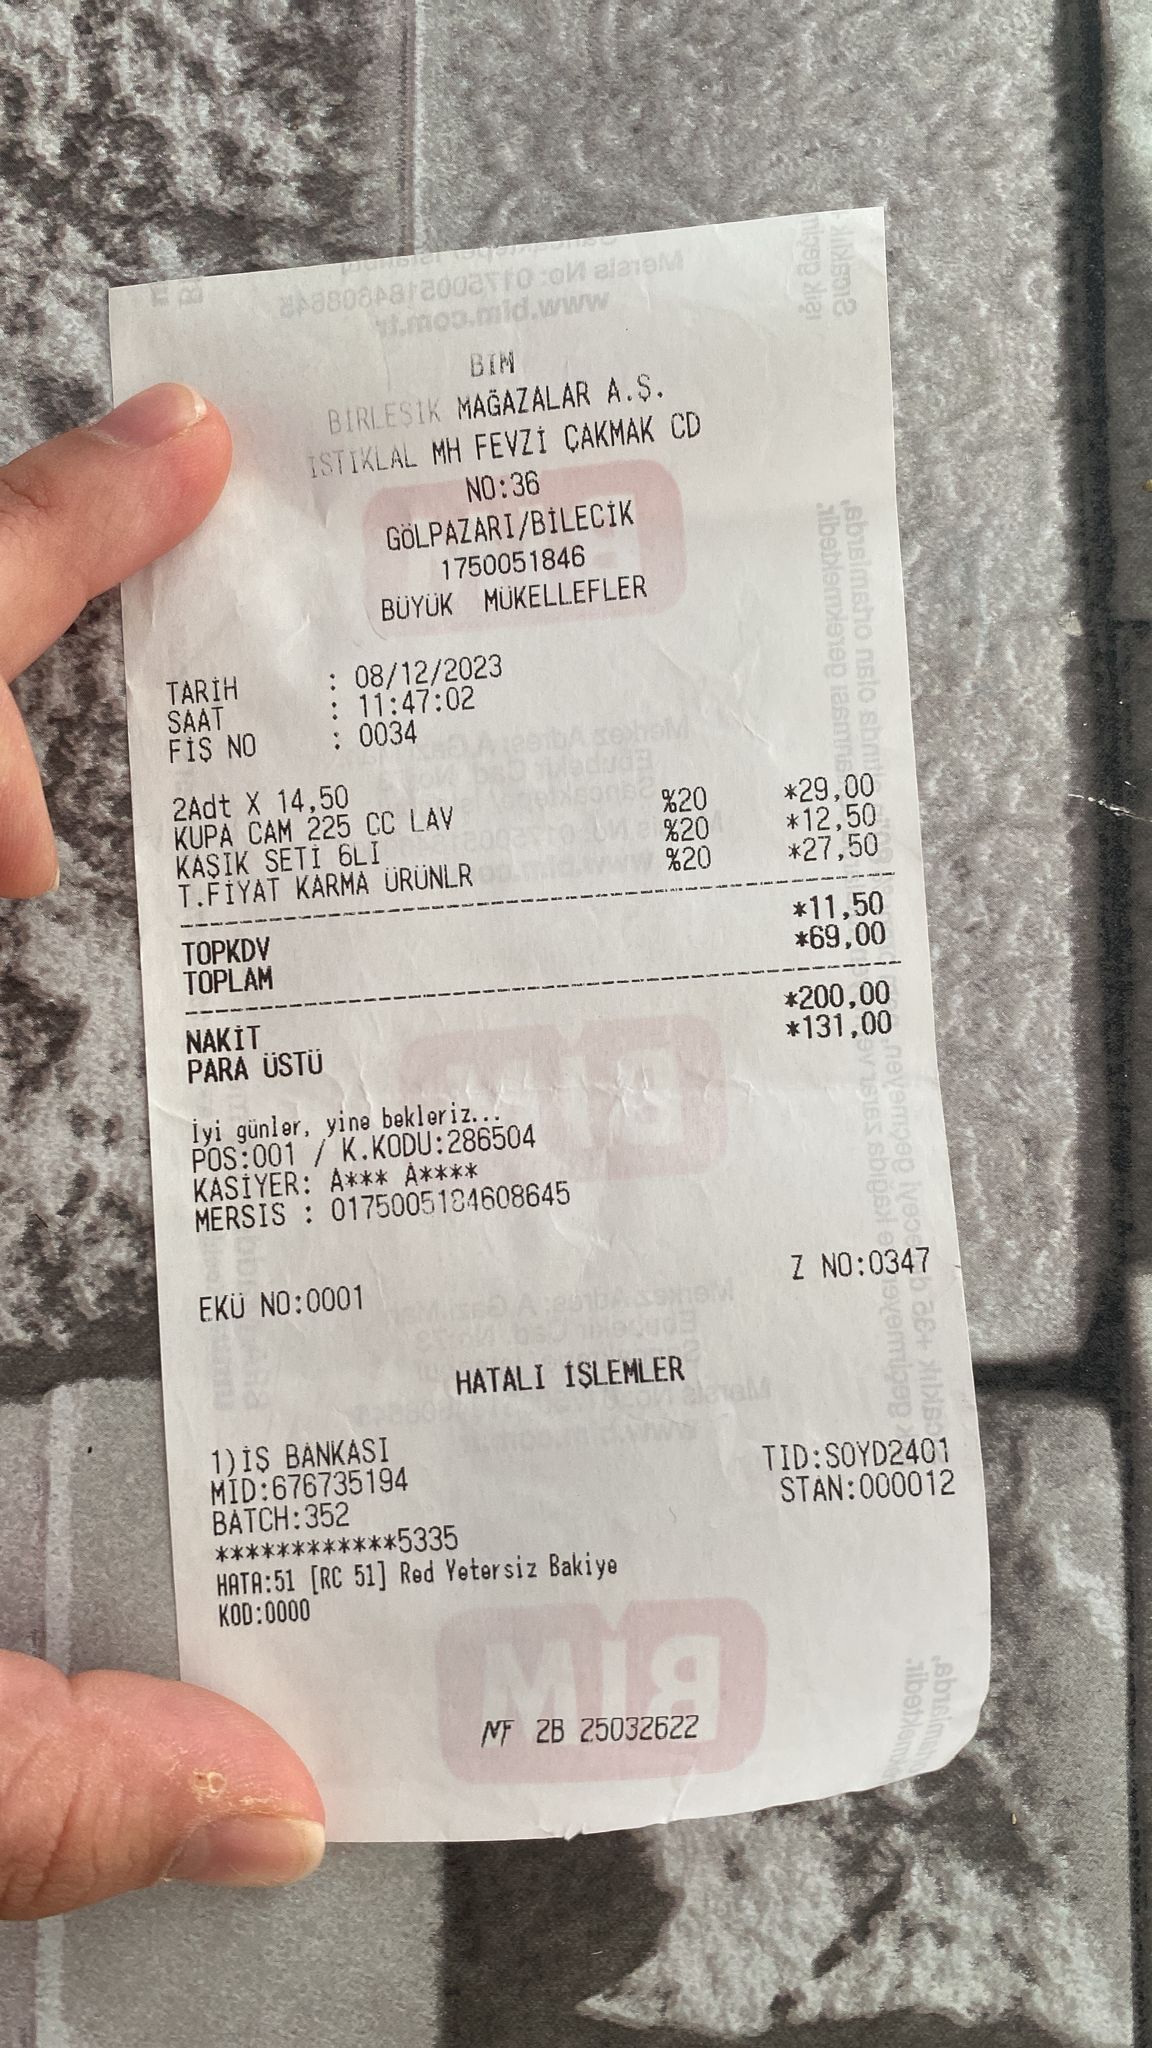 BİM
BİRLEŞİK MAĞAZALAR A.Ş.
İSTİKLAL MH FEVZİ ÇAKMAK CD
NO:36
GÖLPAZARI/BİLECİK
1750051846
BÜYÜK MÜKELLEFLER
TARİH : 08/12/2023
SAAT : 11:47:02
FİŞ NO : 0034
2Adt X 14,50
KUPA CAM 225 CC LAV %20 *29,00
KAŞIK SETİ 6LI %20 *12,50
T.FİYAT KARMA ÜRÜNLR %20 *27,50
TOPKDV *11,50
TOPLAM *69,00
NAKİT *200,00
PARA ÜSTÜ *131,00
İyi günler, yine bekleriz...
POS:001 / K.KODU:286504
KASİYER: A*** A****
MERSIS : 0175005184608645
EKÜ NO:0001 Z NO:0347
HATALI İŞLEMLER
1)İŞ BANKASI
MID:676735194 TID:SOYD2401
BATCH:352 STAN:000012
************5335
HATA:51 [RC 51] Red Yetersiz Bakiye
KOD:0000
BİM
MF 2B 25032622